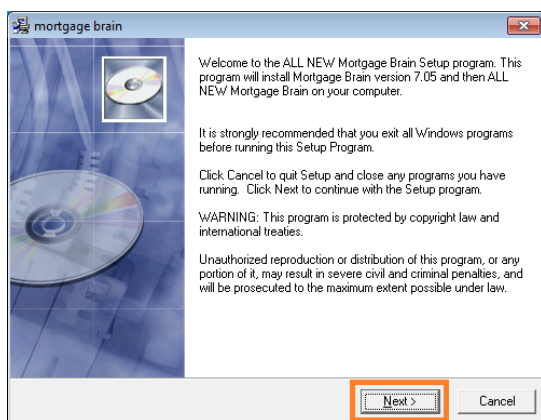 mortgage brain
Welcome to the ALL NEW Mortgage Brain Setup program. This
program will install Mortgage Brain version 7.05 and then ALL
NEW Mortgage Brain on your computer.
It is strongly recommended that you exit all Windows programs
before running this Setup Program.
Click Cancel to quit Setup and close any programs you have
running. Click Next to continue with the Setup program.
WARNING: This program is protected by copyright law and
international treaties.
Unauthorized reproduction or distribution of this program, or any
portion of it, may result in severe civil and criminal penalties, and
will be prosecuted to the maximum extent possible under law.
Next > Cancel